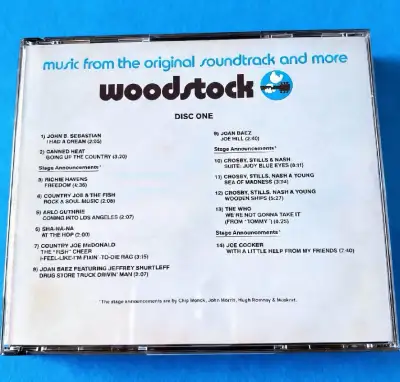 music from the original soundtrack and more
woodstock
DISC ONE
1) JOHN B. SEBASTIAN
I HAD A DREAM (2:05)
2) CANNED HEAT
GOING UP THE COUNTRY (3:20)
Stage Announcements*
3) RICHIE HAVENS
FREEDOM (4:36)
4) COUNTRY JOE & THE FISH
ROCK & SOUL MUSIC (2:08)
5) ARLO GUTHRIE
COMING INTO LOS ANGELES (2:07)
6) SHA-NA-NA
AT THE HOP (2:00)
7) COUNTRY JOE McDONALD
THE "FISH" CHEER
I-FEEL-LIKE-I'M-FIXIN'-TO-DIE RAG (3:15)
8) JOAN BAEZ FEATURING JEFFREY SHURTLEFF
DRUG STORE TRUCK DRIVIN' MAN (2:07)
9) JOAN BAEZ
JOE HILL (2:40)
Stage Announcements*
10) CROSBY, STILLS & NASH
SUITE: JUDY BLUE EYES (8:11)
11) CROSBY, STILLS, NASH & YOUNG
SEA OF MADNESS (3:34)
12) CROSBY, STILLS, NASH & YOUNG
WOODEN SHIPS (5:27)
13) THE WHO
WE'RE NOT GONNA TAKE IT
(FROM "TOMMY") (4:25)
Stage Announcements*
14) JOE COCKER
WITH A LITTLE HELP FROM MY FRIENDS (7:40)
*The stage announcements are by Chip Monck, John Morris, Hugh Romney & Muskrat.